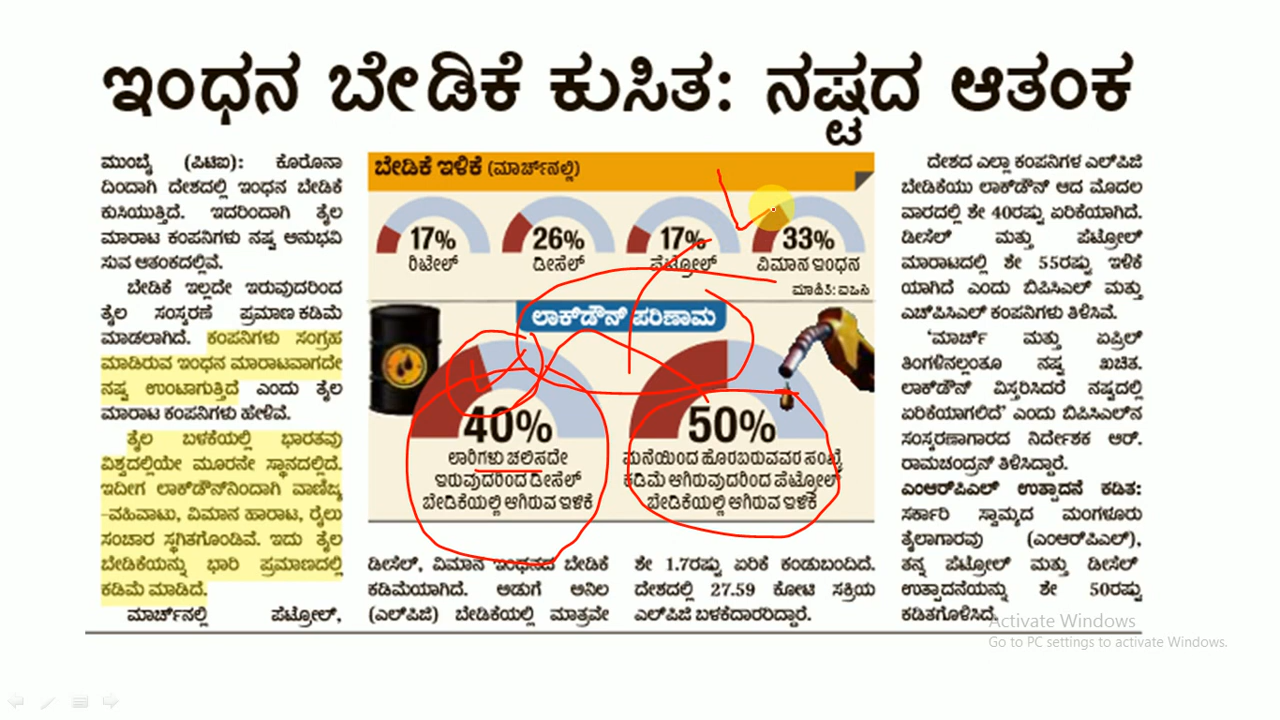 ಇಂಧನ ಬೇಡಿಕೆ ಕುಸಿತ: ನಷ್ಟದ ಆತಂಕ
ಮುಂಬೈ (ಪಿಟಿಐ): ಕೊರೊನಾ
ದಿಂದಾಗಿ ದೇಶದಲ್ಲಿ ಇಂಧನ ಬೇಡಿಕೆ
ಕುಸಿಯುತ್ತಿದೆ. ಇದರಿಂದಾಗಿ ತೈಲ
ಮಾರಾಟ ಕಂಪನಿಗಳು ನಷ್ಟ ಅನುಭವಿ
ಸುವ ಆತಂಕದಲ್ಲಿವೆ.
ಬೇಡಿಕೆ ಇಲ್ಲದೇ ಇರುವುದರಿಂದ
ತೈಲ ಸಂಸ್ಕರಣೆ ಪ್ರಮಾಣ ಕಡಿಮೆ
ಮಾಡಲಾಗಿದೆ. ಕಂಪನಿಗಳು ಸಂಗ್ರಹ
ಮಾಡಿರುವ ಇಂಧನ ಮಾರಾಟವಾಗದೇ
ನಷ್ಟ ಉಂಟಾಗುತ್ತಿದೆ ಎಂದು ತೈಲ
ಮಾರಾಟ ಕಂಪನಿಗಳು ಹೇಳಿವೆ.
ತೈಲ ಬಳಕೆಯಲ್ಲಿ ಭಾರತವು
ವಿಶ್ವದಲ್ಲಿಯೇ ಮೂರನೇ ಸ್ಥಾನದಲ್ಲಿದೆ.
ಇದೀಗ ಲಾಕ್‌ಡೌನ್‌ನಿಂದಾಗಿ ವಾಣಿಜ್ಯ
-ವಹಿವಾಟು, ವಿಮಾನ ಹಾರಾಟ, ರೈಲು
ಸಂಚಾರ ಸ್ಥಗಿತಗೊಂಡಿವೆ. ಇದು ತೈಲ
ಬೇಡಿಕೆಯನ್ನು ಭಾರಿ ಪ್ರಮಾಣದಲ್ಲಿ
ಕಡಿಮೆ ಮಾಡಿದೆ.
ಮಾರ್ಚ್‌ನಲ್ಲಿ ಪೆಟ್ರೋಲ್,
ಬೇಡಿಕೆ ಇಳಿಕೆ (ಮಾರ್ಚ್‌ನಲ್ಲಿ)
17% 26% 17% 33%
ರಿಟೇಲ್ ಡೀಸೆಲ್ ಪೆಟ್ರೋಲ್ ವಿಮಾನ ಇಂಧನ
ಮಾಹಿತಿ: ಐಒಸಿ
ಲಾಕ್‌ಡೌನ್ ಪರಿಣಾಮ
40%
ಲಾರಿಗಳು ಚಲಿಸದೇ
ಇರುವುದರಿಂದ ಡೀಸೆಲ್
ಬೇಡಿಕೆಯಲ್ಲಿ ಆಗಿರುವ ಇಳಿಕೆ
50%
ಮನೆಯಿಂದ ಹೊರಬರುವವರ ಸಂಖ್ಯೆ
ಕಡಿಮೆ ಆಗಿರುವುದರಿಂದ ಪೆಟ್ರೋಲ್
ಬೇಡಿಕೆಯಲ್ಲಿ ಆಗಿರುವ ಇಳಿಕೆ
ಡೀಸೆಲ್, ವಿಮಾನ ಇಂಧನದ ಬೇಡಿಕೆ
ಕಡಿಮೆಯಾಗಿದೆ. ಅಡುಗೆ ಅನಿಲ
(ಎಲ್‌ಪಿಜಿ) ಬೇಡಿಕೆಯಲ್ಲಿ ಮಾತ್ರವೇ
ಶೇ 1.7ರಷ್ಟು ಏರಿಕೆ ಕಂಡುಬಂದಿದೆ.
ದೇಶದಲ್ಲಿ 27.59 ಕೋಟಿ ಸಕ್ರಿಯ
ಎಲ್‌ಪಿಜಿ ಬಳಕೆದಾರರಿದ್ದಾರೆ.
ದೇಶದ ಎಲ್ಲಾ ಕಂಪನಿಗಳ ಎಲ್‌ಪಿಜಿ
ಬೇಡಿಕೆಯು ಲಾಕ್‌ಡೌನ್ ಆದ ಮೊದಲ
ವಾರದಲ್ಲಿ ಶೇ 40ರಷ್ಟು ಏರಿಕೆಯಾಗಿದೆ.
ಡೀಸೆಲ್ ಮತ್ತು ಪೆಟ್ರೋಲ್
ಮಾರಾಟದಲ್ಲಿ ಶೇ 55ರಷ್ಟು ಇಳಿಕೆ
ಯಾಗಿದೆ ಎಂದು ಬಿಪಿಸಿಎಲ್ ಮತ್ತು
ಎಚ್‌ಪಿಸಿಎಲ್ ಕಂಪನಿಗಳು ತಿಳಿಸಿವೆ.
‘ಮಾರ್ಚ್ ಮತ್ತು ಏಪ್ರಿಲ್
ತಿಂಗಳಿನಲ್ಲಂತೂ ನಷ್ಟ ಖಚಿತ.
ಲಾಕ್‌ಡೌನ್ ವಿಸ್ತರಿಸಿದರೆ ನಷ್ಟದಲ್ಲಿ
ಏರಿಕೆಯಾಗಲಿದೆ’ ಎಂದು ಬಿಪಿಸಿಎಲ್‌ನ
ಸಂಸ್ಕರಣಾಗಾರದ ನಿರ್ದೇಶಕ ಆರ್.
ರಾಮಚಂದ್ರನ್ ತಿಳಿಸಿದ್ದಾರೆ.
ಎಂಆರ್‌ಪಿಎಲ್ ಉತ್ಪಾದನೆ ಕಡಿತ:
ಸರ್ಕಾರಿ ಸ್ವಾಮ್ಯದ ಮಂಗಳೂರು
ತೈಲಾಗಾರವು (ಎಂಆರ್‌ಪಿಎಲ್),
ತನ್ನ ಪೆಟ್ರೋಲ್ ಮತ್ತು ಡೀಸೆಲ್
ಉತ್ಪಾದನೆಯನ್ನು ಶೇ 50ರಷ್ಟು
ಕಡಿತಗೊಳಿಸಿದೆ.
Activate Windows
Go to PC settings to activate Windows.